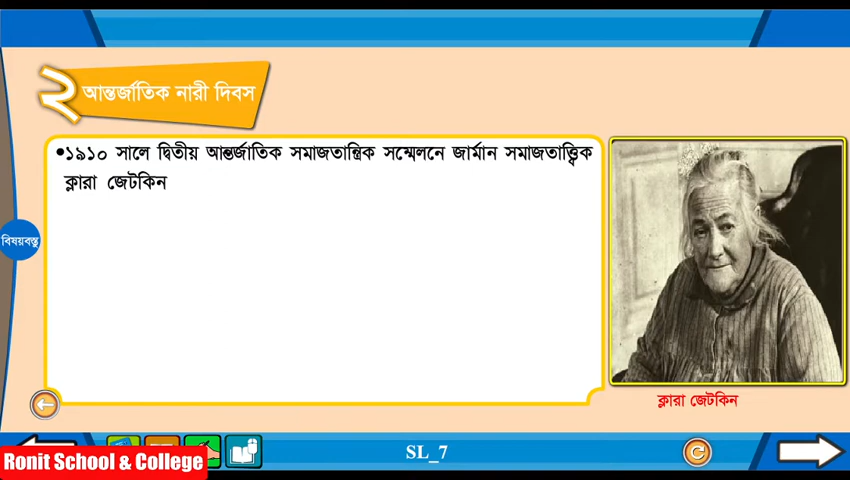 ২ আন্তর্জাতিক নারী দিবস
•১৯১০ সালে দ্বিতীয় আন্তর্জাতিক সমাজতান্ত্রিক সম্মেলনে জার্মান সমাজতাত্ত্বিক
ক্লারা জেটকিন
বিষয়বস্তু
ক্লারা জেটকিন
SL_7
Ronit School & College